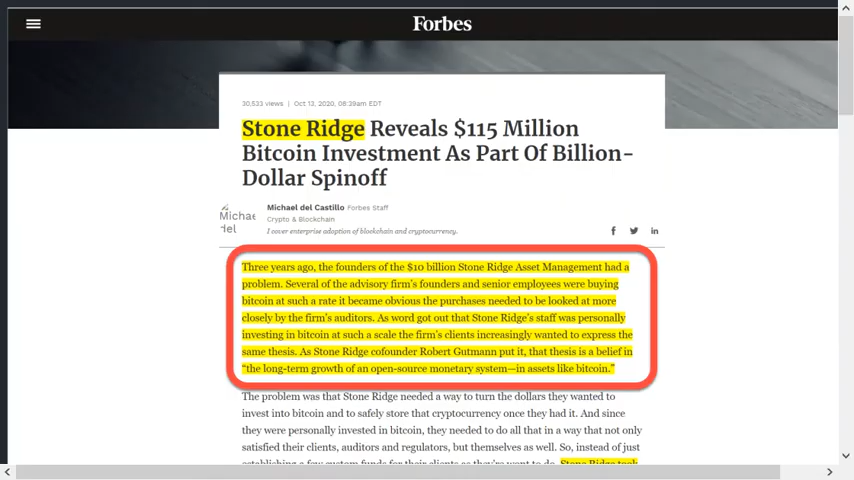 Forbes
30,533 views | Oct 13, 2020, 08:39am EDT
Stone Ridge Reveals $115 Million
Bitcoin Investment As Part Of Billion-
Dollar Spinoff
Michael del Castillo Forbes Staff
Crypto & Blockchain
I cover enterprise adoption of blockchain and cryptocurrency.
Three years ago, the founders of the $10 billion Stone Ridge Asset Management had a
problem. Several of the advisory firm's founders and senior employees were buying
bitcoin at such a rate it became obvious the purchases needed to be looked at more
closely by the firm's auditors. As word got out that Stone Ridge's staff was personally
investing in bitcoin at such a scale the firm's clients increasingly wanted to express the
same thesis. As Stone Ridge cofounder Robert Gutmann put it, that thesis is a belief in
“the long-term growth of an open-source monetary system—in assets like bitcoin.”
The problem was that Stone Ridge needed a way to turn the dollars they wanted to
invest into bitcoin and to safely store that cryptocurrency once they had it. And since
they were personally invested in bitcoin, they needed to do all that in a way that not only
satisfied their clients, auditors and regulators, but themselves as well. So, instead of just
establishing a few custom funds for their clients as they're wont to do, Stone Ridge took